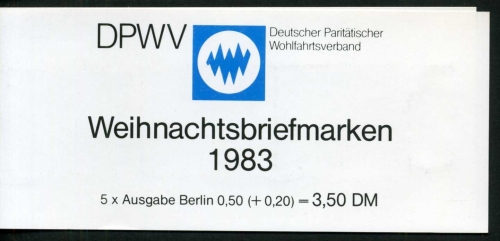 DPWV
Deutscher Paritätischer
Wohlfahrtsverband
Weihnachtsbriefmarken
1983
5 x Ausgabe Berlin 0,50 (+ 0,20) = 3,50 DM